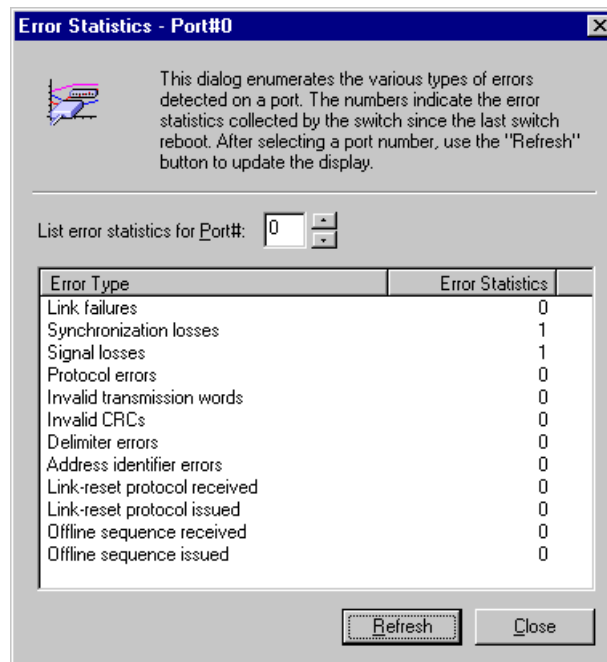 Error Statistics - Port#0
This dialog enumerates the various types of errors
detected on a port. The numbers indicate the error
statistics collected by the switch since the last switch
reboot. After selecting a port number, use the "Refresh"
button to update the display.
List error statistics for Port#: 0
Error Type Error Statistics
Link failures 0
Synchronization losses 1
Signal losses 1
Protocol errors 0
Invalid transmission words 0
Invalid CRCs 0
Delimiter errors 0
Address identifier errors 0
Link-reset protocol received 0
Link-reset protocol issued 0
Offline sequence received 0
Offline sequence issued 0
Refresh Close